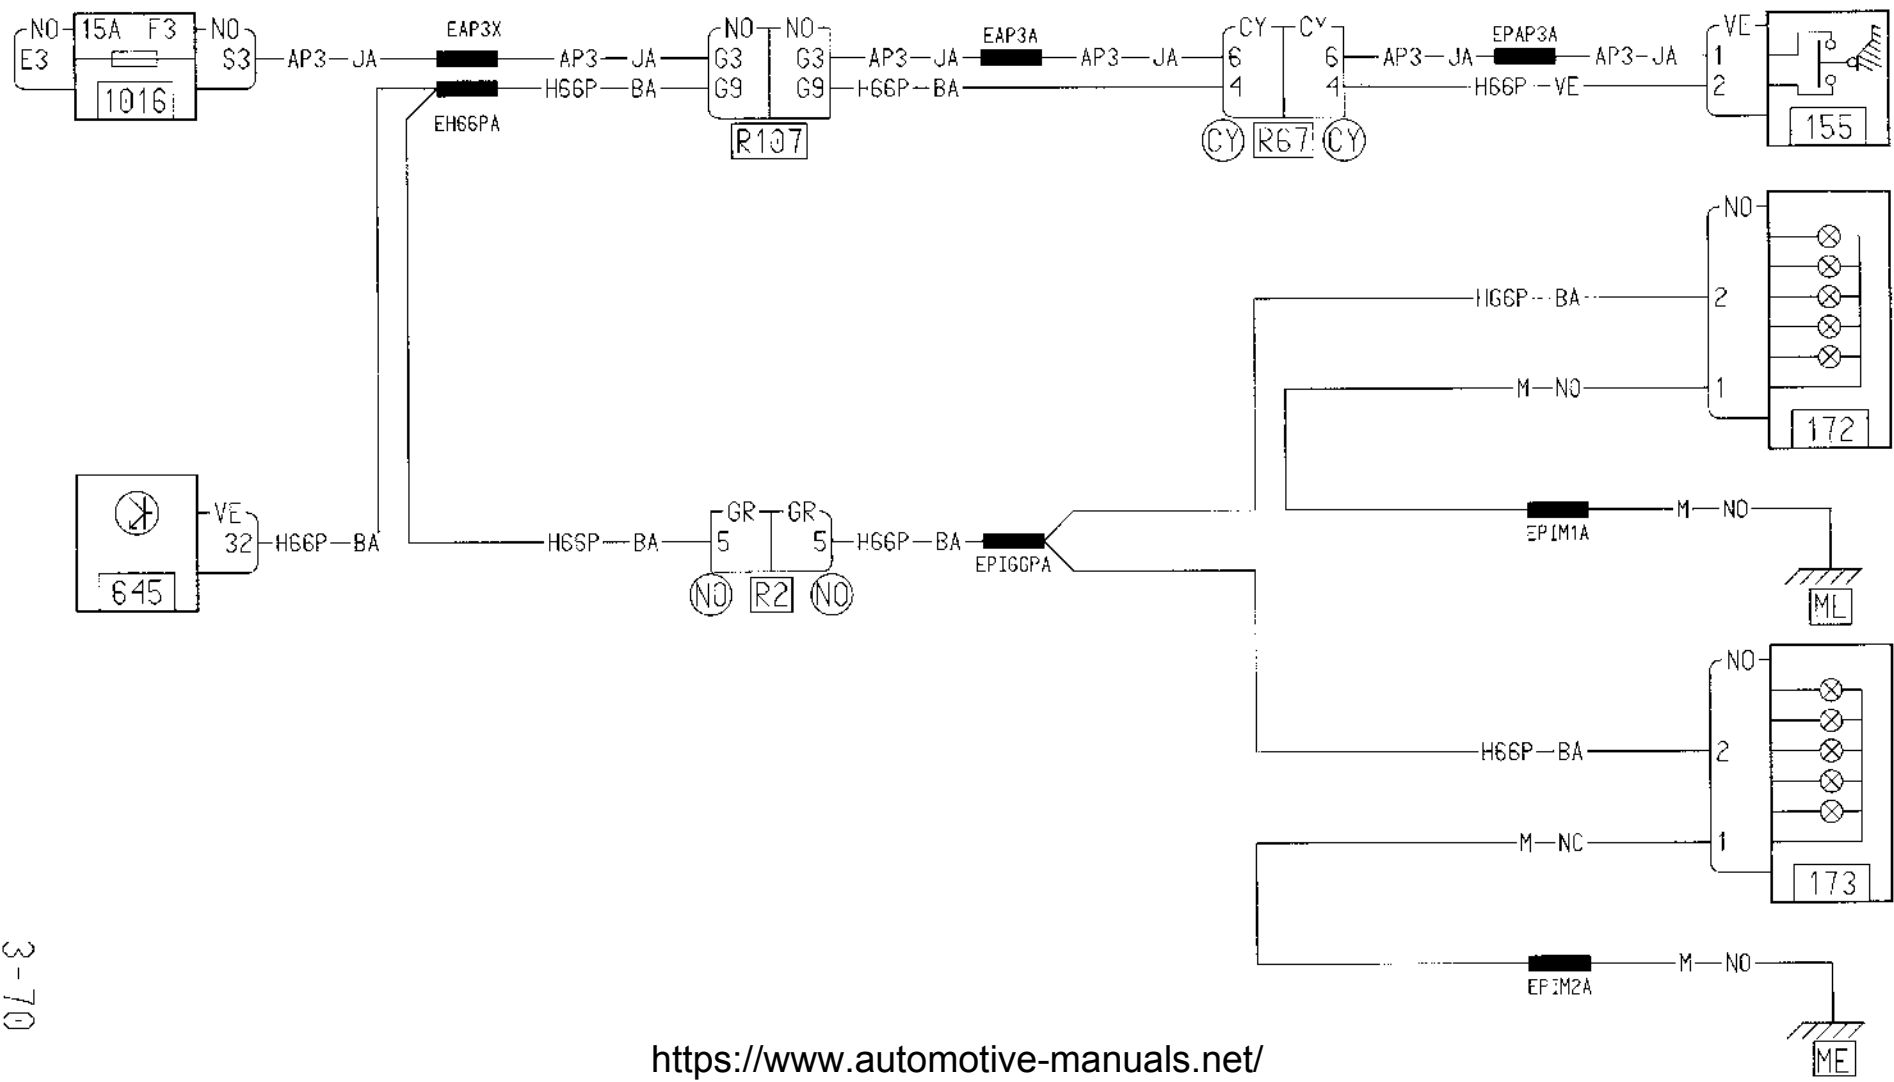 NO 15A F3 NO
E3 S3 AP3 JA
1016
EAP3X
AP3 JA
NO NO
G3 G3
AP3 JA
EAP3A
AP3 JA
CY CY
6 6
AP3 JA
EPAP3A
AP3 JA
VE
1
EH66PA
H66P BA
G9 G9
H66P BA
4 4
H66P VE
2
R107
CY R67 CY
155
NO
H66P BA
2
M NO
1
172
VE
32
H66P BA
645
H66P BA
GR GR
5 5
H66P BA
NO R2 NO
EPI66PA
EPIM1A
M NO
NO
H66P BA
2
M NC
1
173
EPIM2A
M NO
ME
3-70
https://www.automotive-manuals.net/